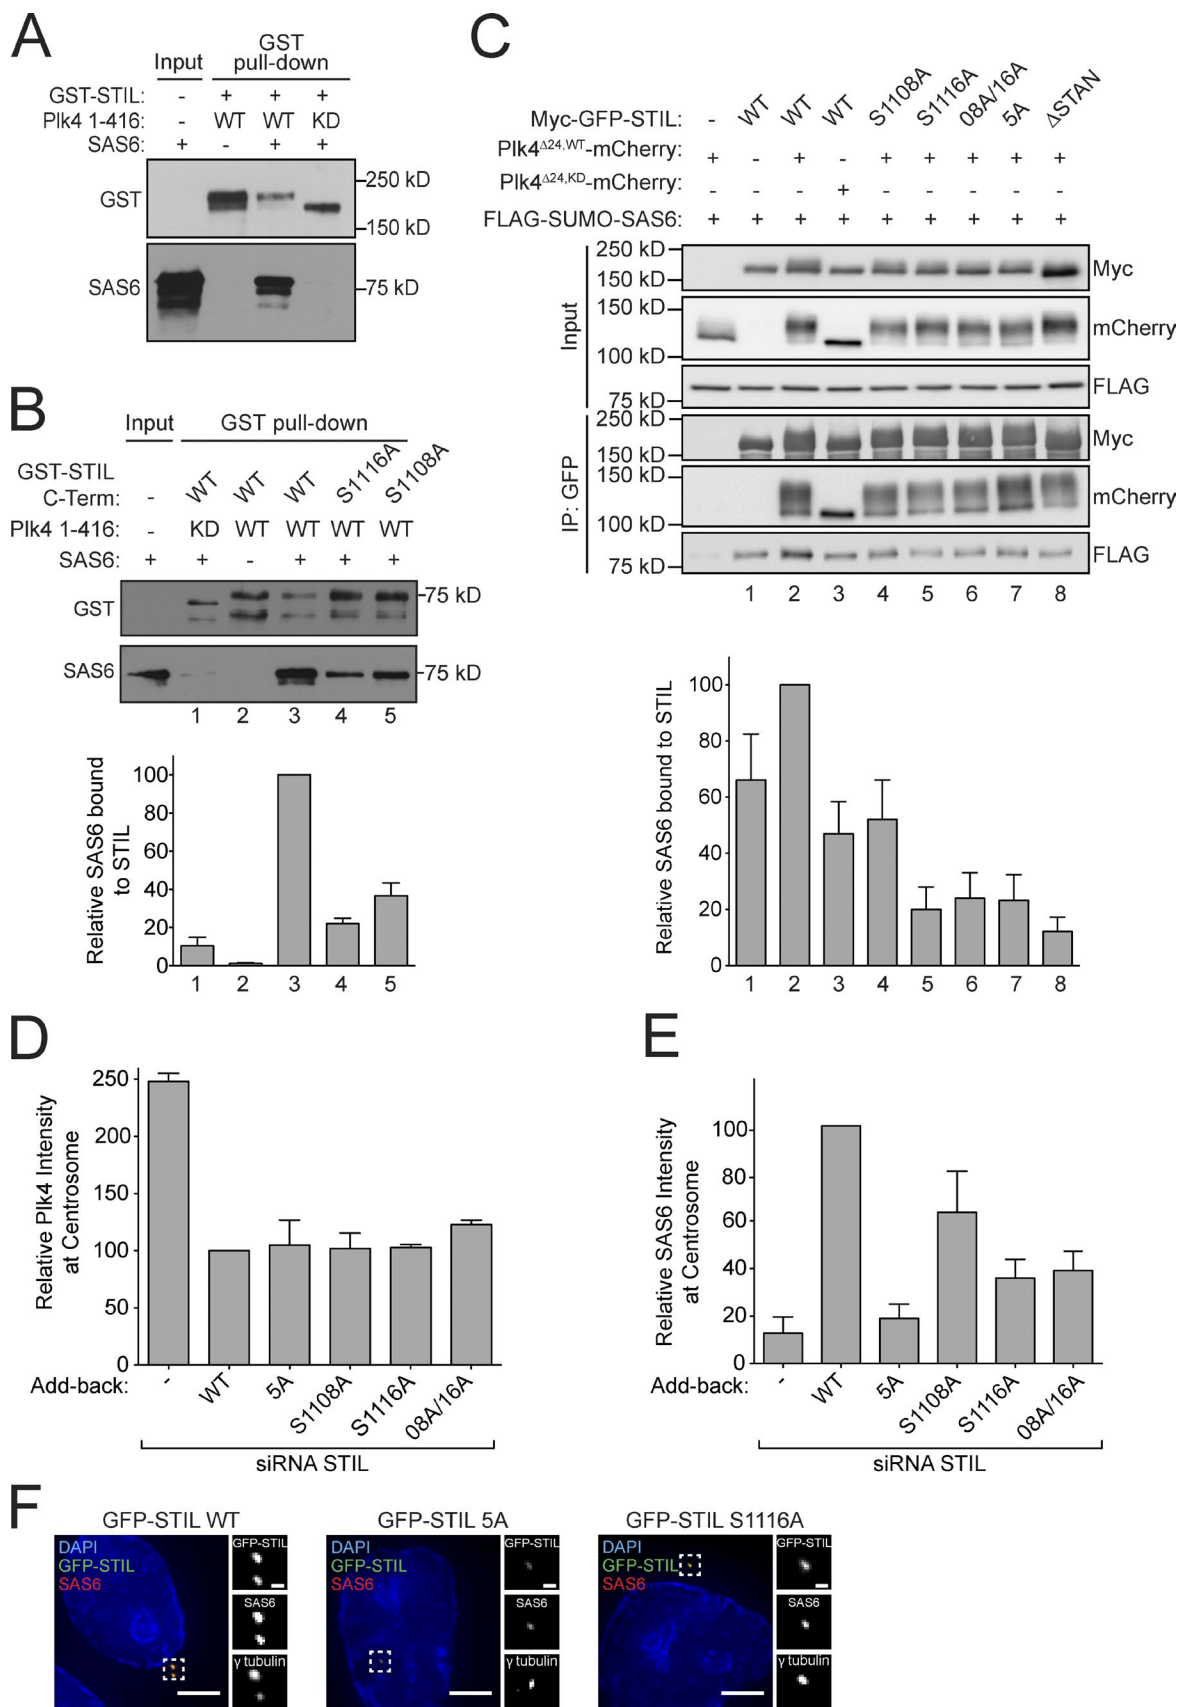 A
GST
Input pull-down
GST-STIL: - + + +
Plk4 1-416: - WT WT KD
SAS6: + - + +
GST
250 kD
150 kD
SAS6
75 kD
B
Input GST pull-down
GST-STIL
C-Term: - WT WT WT S1116A S1108A
Plk4 1-416: - KD WT WT WT WT
SAS6: + + - + + +
GST
75 kD
SAS6
75 kD
1 2 3 4 5
Relative SAS6 bound
to STIL
100
80
60
40
20
0
1 2 3 4 5
C
Myc-GFP-STIL: - WT WT WT S1108A S1116A 08A/16A 5A ΔSTAN
Plk4Δ24,WT-mCherry: + - + - + + + + +
Plk4Δ24,KD-mCherry: - - - + - - - - -
FLAG-SUMO-SAS6: + + + + + + + + +
Input
250 kD
150 kD
Myc
150 kD
100 kD
mCherry
75 kD
FLAG
IP: GFP
250 kD
150 kD
Myc
150 kD
100 kD
mCherry
75 kD
FLAG
1 2 3 4 5 6 7 8
Relative SAS6 bound to STIL
100
80
60
40
20
0
1 2 3 4 5 6 7 8
D
Relative Plk4 Intensity
at Centrosome
250
200
150
100
50
0
Add-back: - WT 5A S1108A S1116A 08A/16A
siRNA STIL
E
Relative SAS6 Intensity
at Centrosome
100
80
60
40
20
0
Add-back: - WT 5A S1108A S1116A 08A/16A
siRNA STIL
F
GFP-STIL WT
DAPI
GFP-STIL
SAS6
GFP-STIL
SAS6
γ tubulin
GFP-STIL 5A
DAPI
GFP-STIL
SAS6
GFP-STIL
SAS6
γ tubulin
GFP-STIL S1116A
DAPI
GFP-STIL
SAS6
GFP-STIL
SAS6
γ tubulin